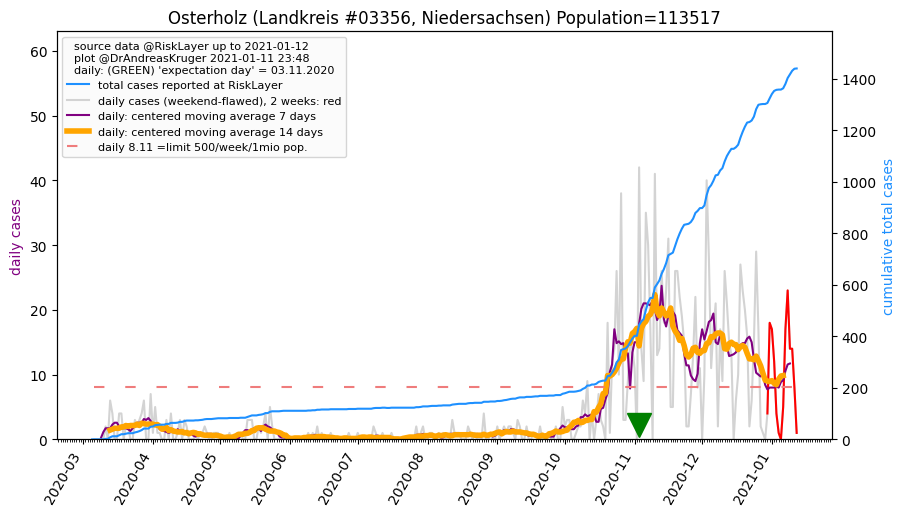 Osterholz (Landkreis #03356, Niedersachsen) Population=113517
source data @RiskLayer up to 2021-01-12
plot @DrAndreasKruger 2021-01-11 23:48
daily: (GREEN) 'expectation day' = 03.11.2020
total cases reported at RiskLayer
daily cases (weekend-flawed), 2 weeks: red
daily: centered moving average 7 days
daily: centered moving average 14 days
daily 8.11 =limit 500/week/1mio pop.
daily cases
60
50
40
30
20
10
0
cumulative total cases
1400
1200
1000
800
600
400
200
0
2020-03
2020-04
2020-05
2020-06
2020-07
2020-08
2020-09
2020-10
2020-11
2020-12
2021-01